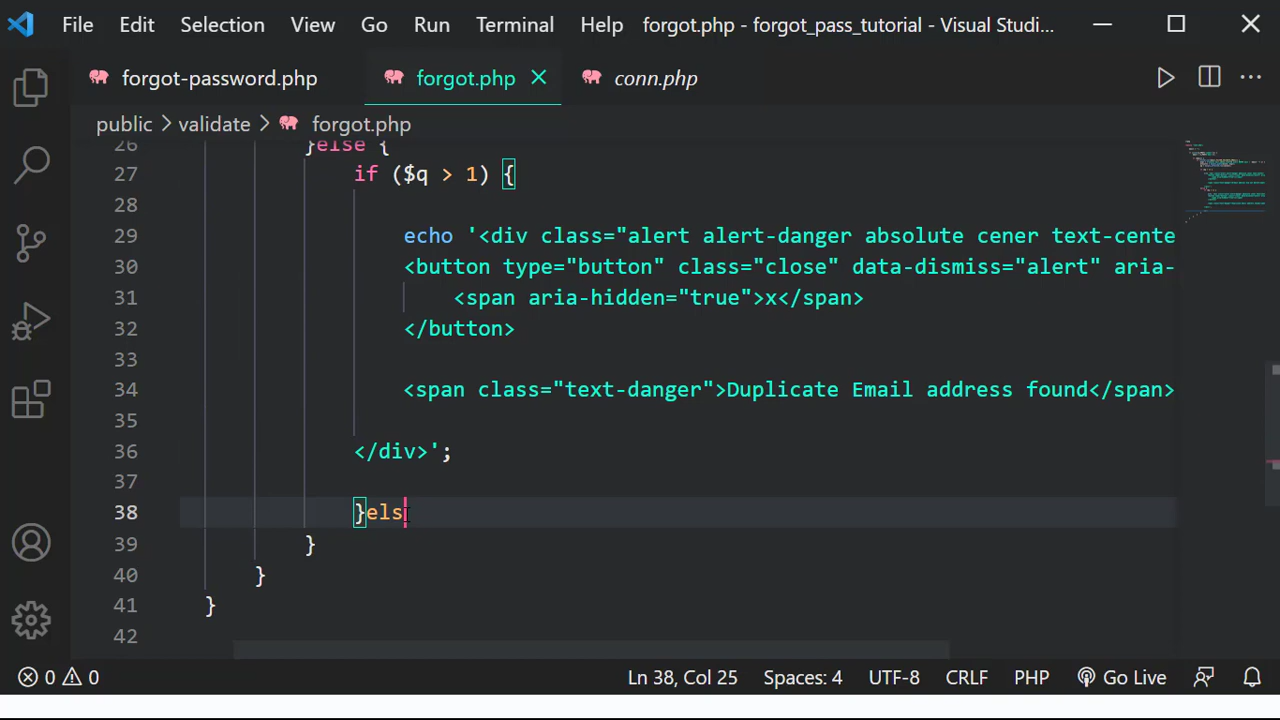 File Edit Selection View Go Run Terminal Help forgot.php - forgot_pass_tutorial - Visual Studi...
forgot-password.php forgot.php conn.php
public > validate > forgot.php
26 }else {
27 if ($q > 1) {
28
29 echo '<div class="alert alert-danger absolute cener text-cente
30 <button type="button" class="close" data-dismiss="alert" aria-
31 <span aria-hidden="true">x</span>
32 </button>
33
34 <span class="text-danger">Duplicate Email address found</span>
35
36 </div>';
37
38 }els
39 }
40 }
41 }
42
0 0 Ln 38, Col 25 Spaces: 4 UTF-8 CRLF PHP Go Live